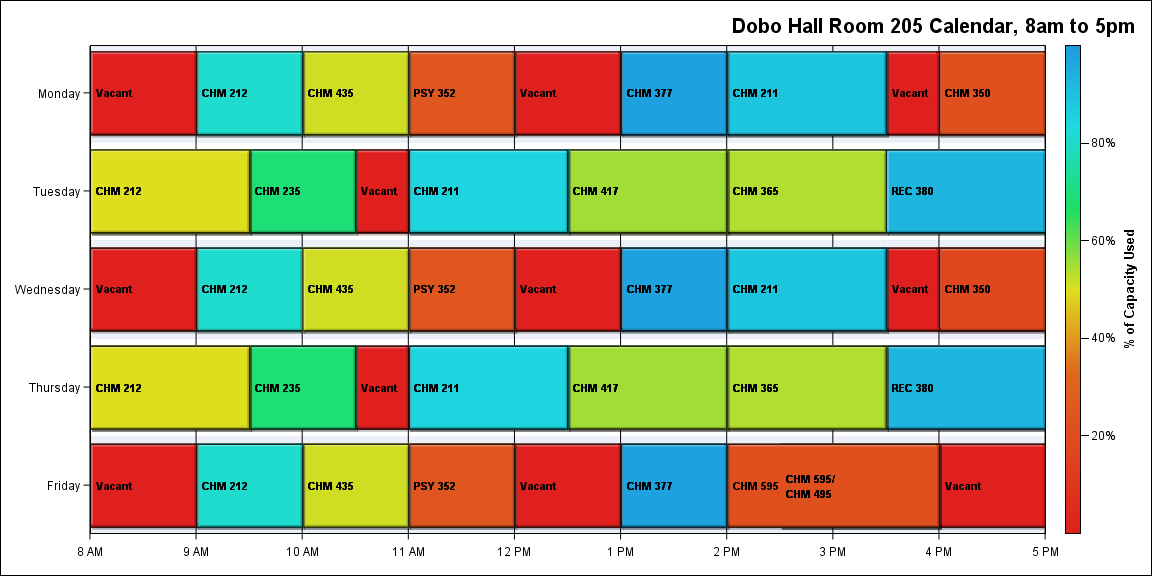 Dobo Hall Room 205 Calendar, 8am to 5pm
Monday
Vacant
CHM 212
CHM 435
PSY 352
Vacant
CHM 377
CHM 211
Vacant
CHM 350
Tuesday
CHM 212
CHM 235
Vacant
CHM 211
CHM 417
CHM 365
REC 380
Wednesday
Vacant
CHM 212
CHM 435
PSY 352
Vacant
CHM 377
CHM 211
Vacant
CHM 350
Thursday
CHM 212
CHM 235
Vacant
CHM 211
CHM 417
CHM 365
REC 380
Friday
Vacant
CHM 212
CHM 435
PSY 352
Vacant
CHM 377
CHM 595
CHM 595/
CHM 495
Vacant
8 AM
9 AM
10 AM
11 AM
12 PM
1 PM
2 PM
3 PM
4 PM
5 PM
80%
60%
40%
20%
% of Capacity Used